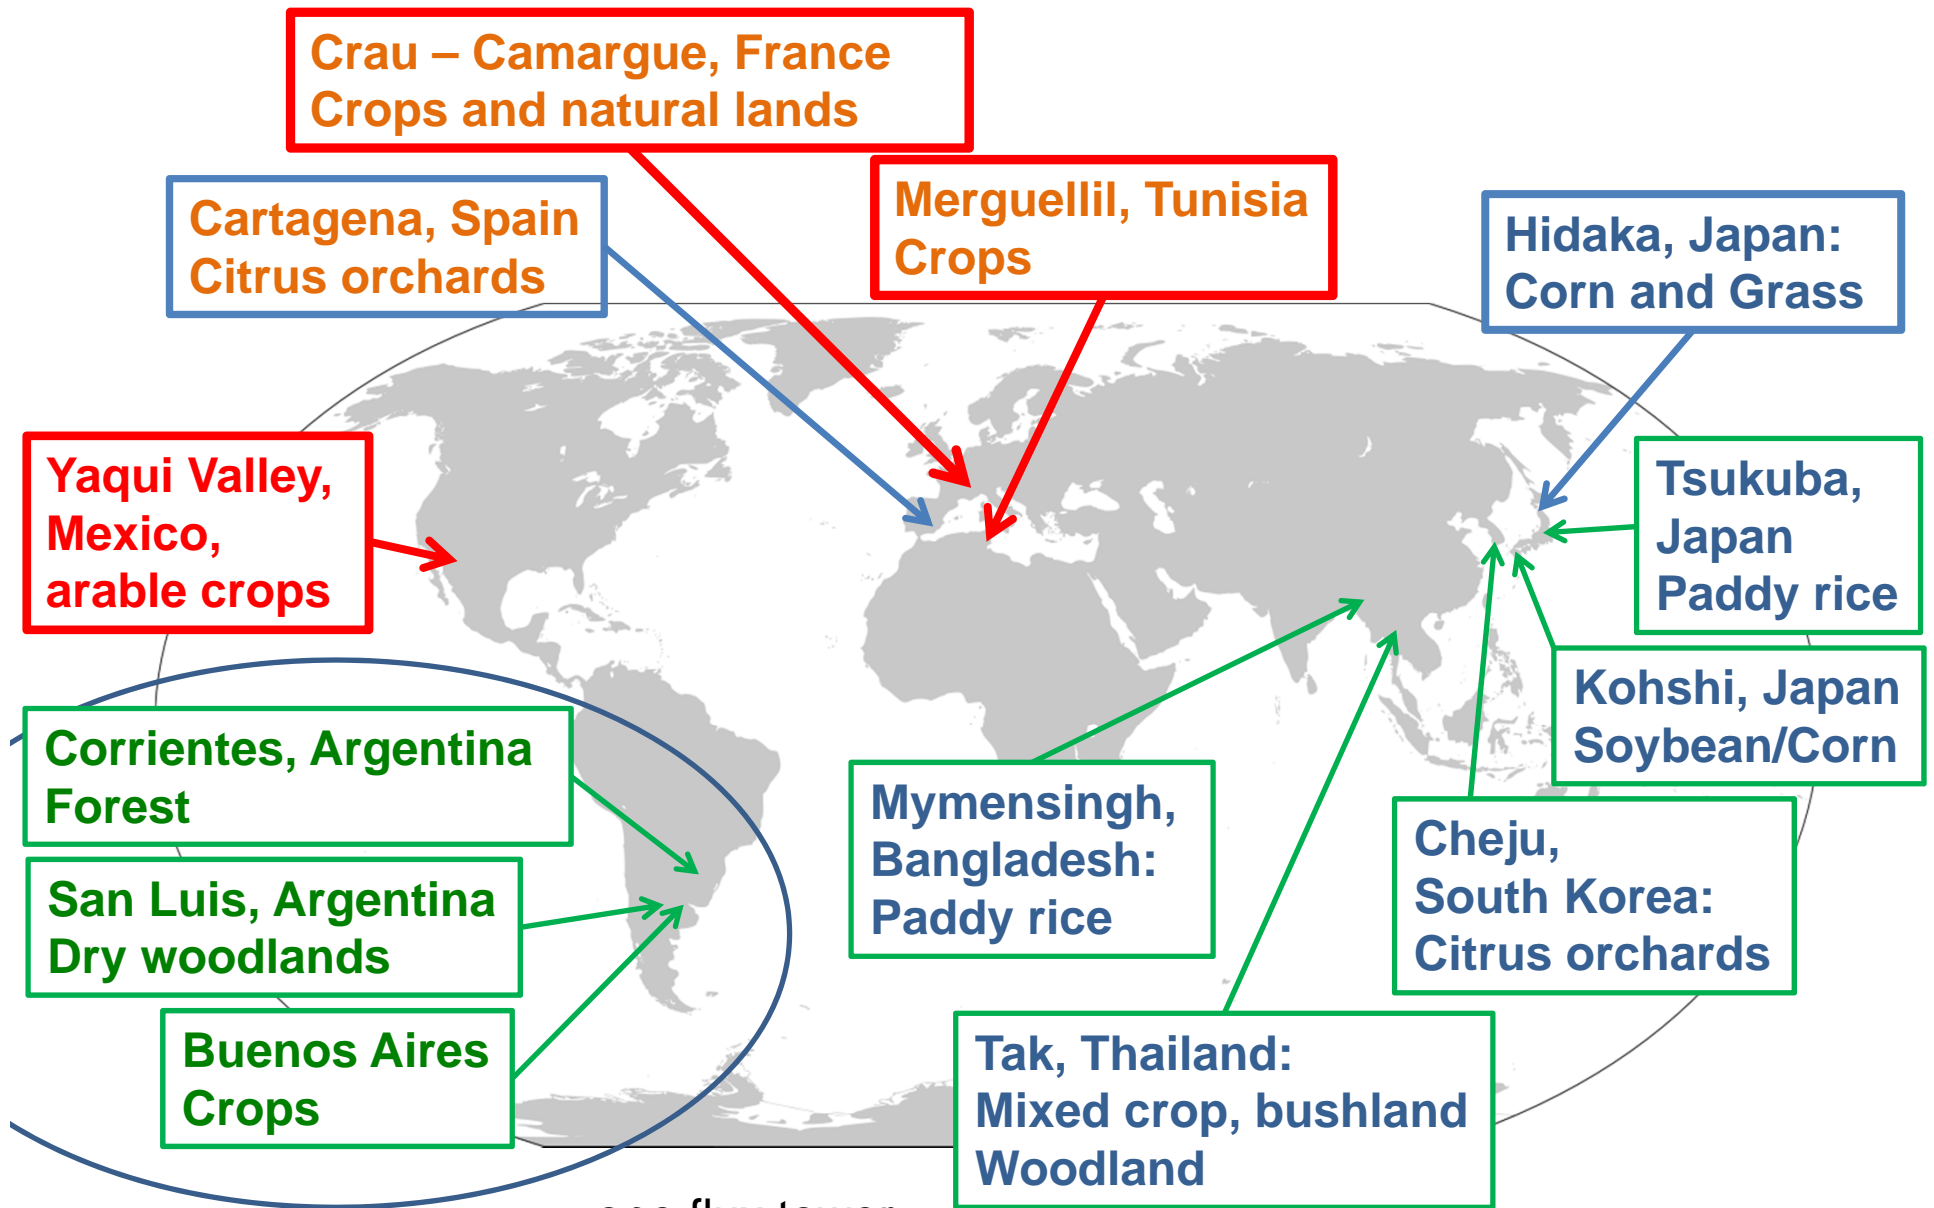 Crau – Camargue, France
Crops and natural lands
Cartagena, Spain
Citrus orchards
Merguellil, Tunisia
Crops
Hidaka, Japan:
Corn and Grass
Yaqui Valley,
Mexico,
arable crops
Tsukuba,
Japan
Paddy rice
Kohshi, Japan
Soybean/Corn
Corrientes, Argentina
Forest
San Luis, Argentina
Dry woodlands
Buenos Aires
Crops
Mymensingh,
Bangladesh:
Paddy rice
Cheju,
South Korea:
Citrus orchards
Tak, Thailand:
Mixed crop, bushland
Woodland